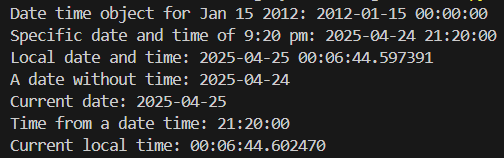 Date time object for Jan 15 2012: 2012-01-15 00:00:00
Specific date and time of 9:20 pm: 2025-04-24 21:20:00
Local date and time: 2025-04-25 00:06:44.597391
A date without time: 2025-04-24
Current date: 2025-04-25
Time from a date time: 21:20:00
Current local time: 00:06:44.602470